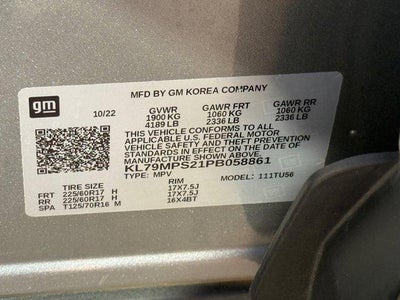 gm
MFD BY GM KOREA COMPANY
10/22 GVWR GAWR FRT GAWR RR
1900 KG 1060 KG 1060 KG
4189 LB 2336 LB 2336 LB
THIS VEHICLE CONFORMS TO ALL
APPLICABLE U.S. FEDERAL MOTOR
VEHICLE SAFETY AND THEFT PREVENTION
STANDARDS IN EFFECT ON THE DATE OF
MANUFACTURE SHOWN ABOVE.
KL79MPS21PB058861
TYPE: MPV MODEL: 111TU56
TIRE SIZE RIM
FRT 225/60R17 H 17X7.5J
RR 225/60R17 H 17X7.5J
SPA T125/70R16 M 16X4BT